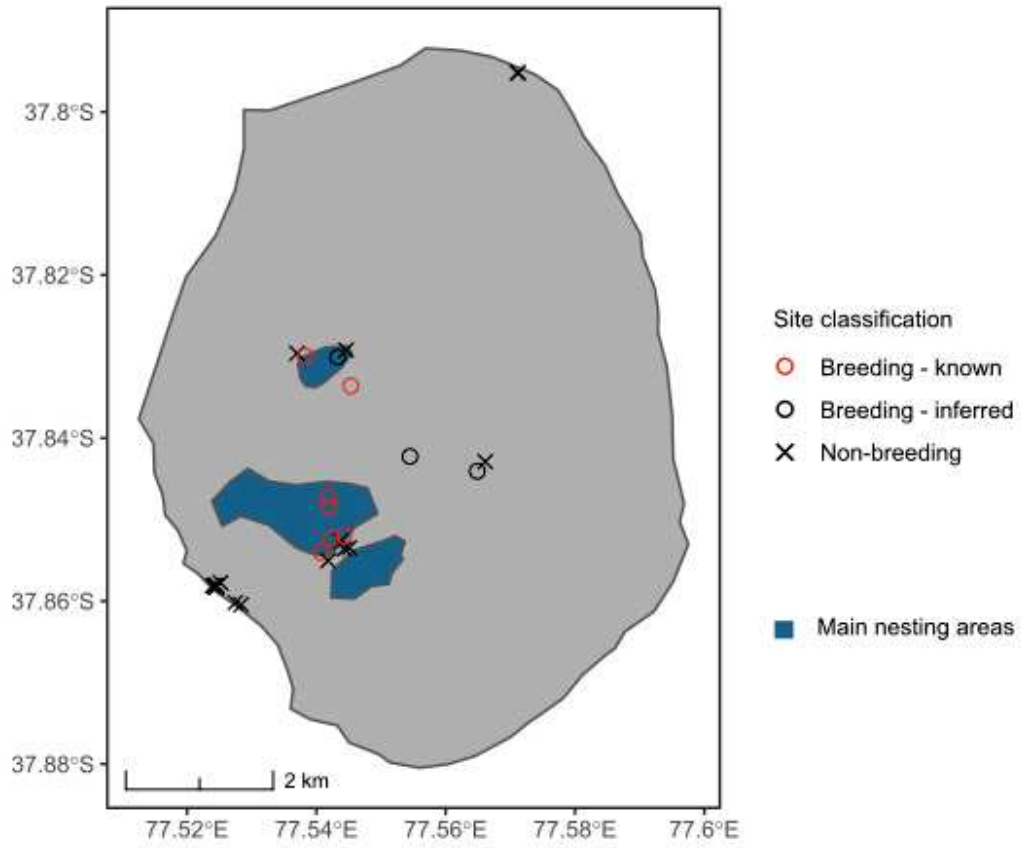 37.8°S
37.82°S
37.84°S
37.86°S
37.88°S
2 km
77.52°E 77.54°E 77.56°E 77.58°E 77.6°E
Site classification
Breeding - known
Breeding - inferred
Non-breeding
Main nesting areas